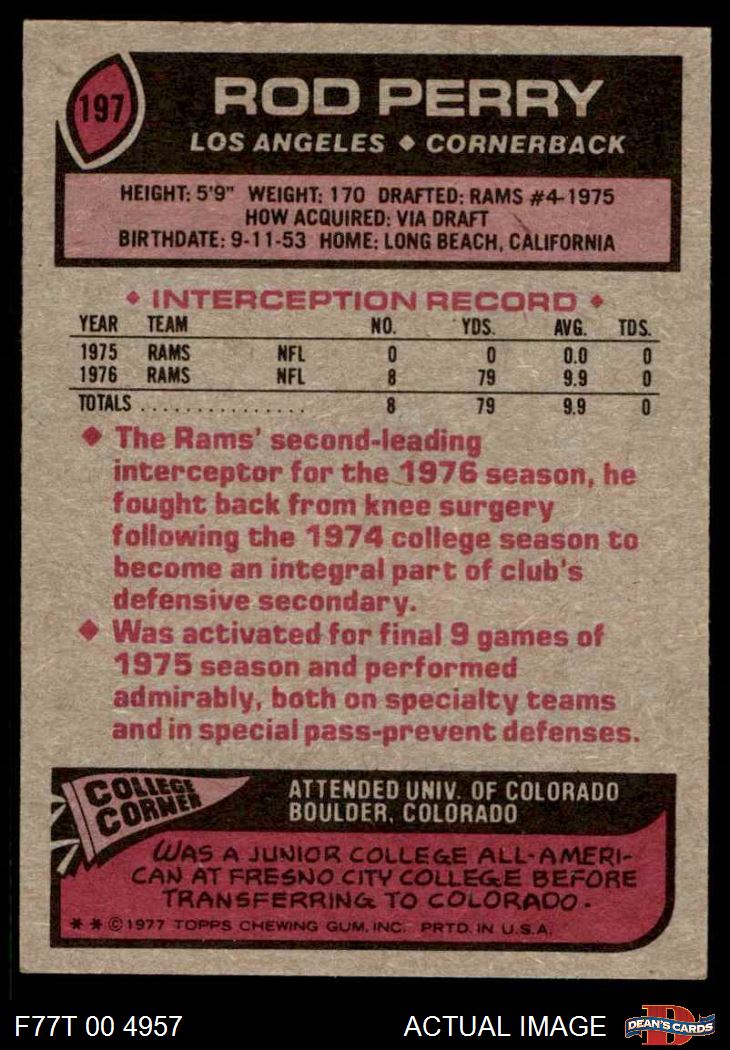 197
ROD PERRY
LOS ANGELES ◆ CORNERBACK
HEIGHT: 5'9" WEIGHT: 170 DRAFTED: RAMS #4-1975
HOW ACQUIRED: VIA DRAFT
BIRTHDATE: 9-11-53 HOME: LONG BEACH, CALIFORNIA
◆ INTERCEPTION RECORD ◆
YEAR TEAM NO. YDS. AVG. TDS.
1975 RAMS NFL 0 0 0.0 0
1976 RAMS NFL 8 79 9.9 0
TOTALS ................ 8 79 9.9 0
◆ The Rams' second-leading
interceptor for the 1976 season, he
fought back from knee surgery
following the 1974 college season to
become an integral part of club's
defensive secondary.
◆ Was activated for final 9 games of
1975 season and performed
admirably, both on specialty teams
and in special pass-prevent defenses.
COLLEGE
CORNER
ATTENDED UNIV. OF COLORADO
BOULDER, COLORADO
WAS A JUNIOR COLLEGE ALL-AMERI-
CAN AT FRESNO CITY COLLEGE BEFORE
TRANSFERRING TO COLORADO.
* * © 1977 TOPPS CHEWING GUM, INC. PRTD. IN U.S.A.
F77T 00 4957 ACTUAL IMAGE
D
DEAN'S CARDS